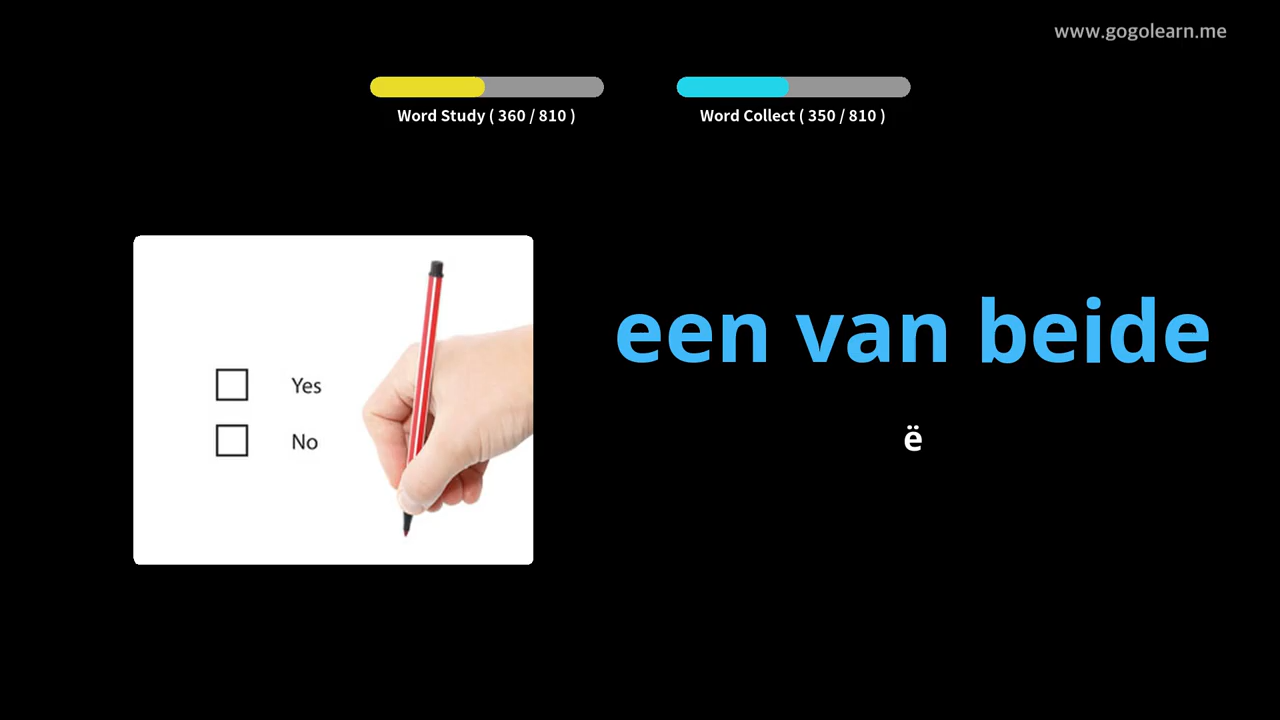 www.gogolearn.me
Word Study ( 360 / 810 )
Word Collect ( 350 / 810 )
een van beide
ë
Yes
No